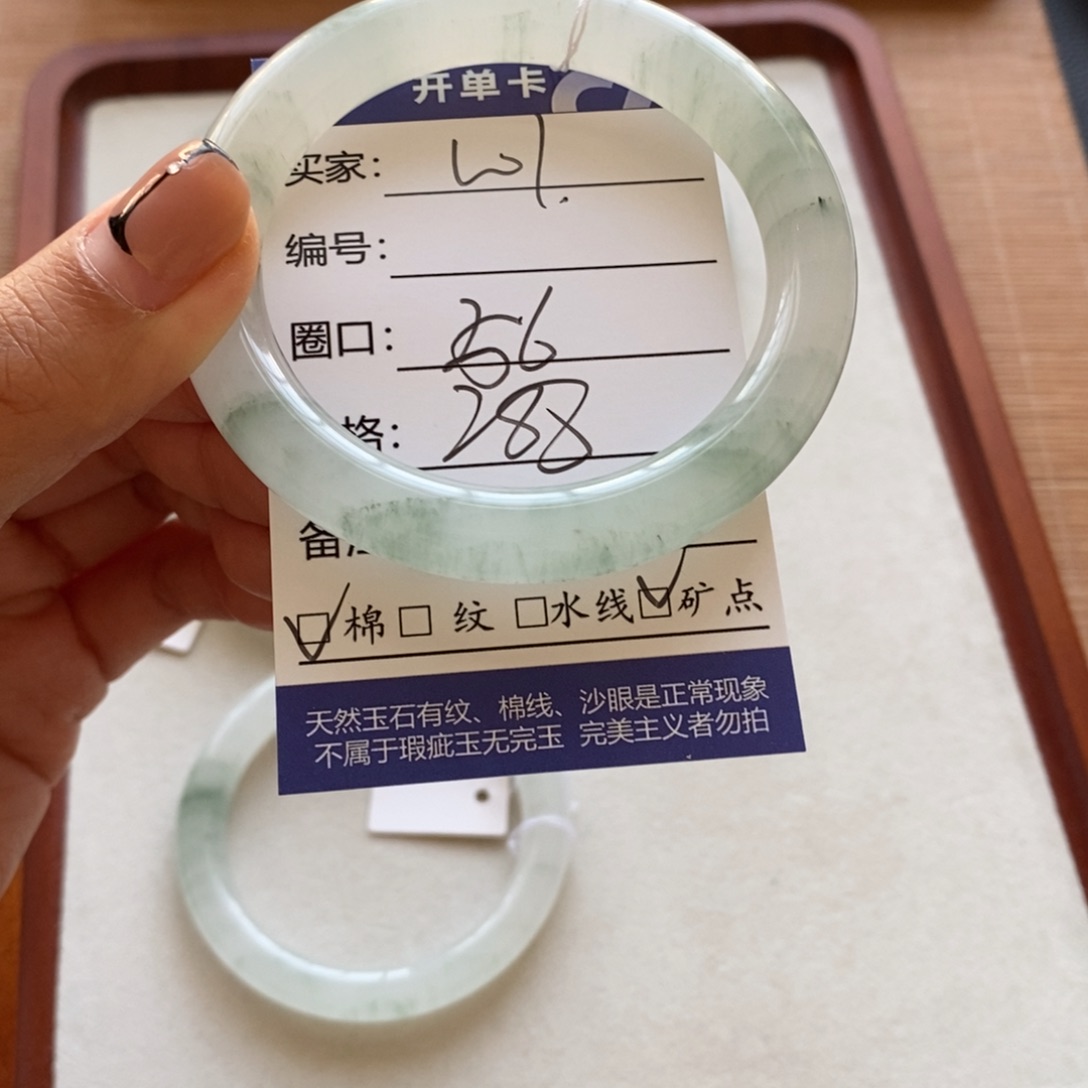 开单卡
买家：
编号：
圈口：56
格：288
备注
☑棉□纹□水线☑矿点
天然玉石有纹、棉线、沙眼是正常现象
不属于瑕疵玉无完玉 完美主义者勿拍